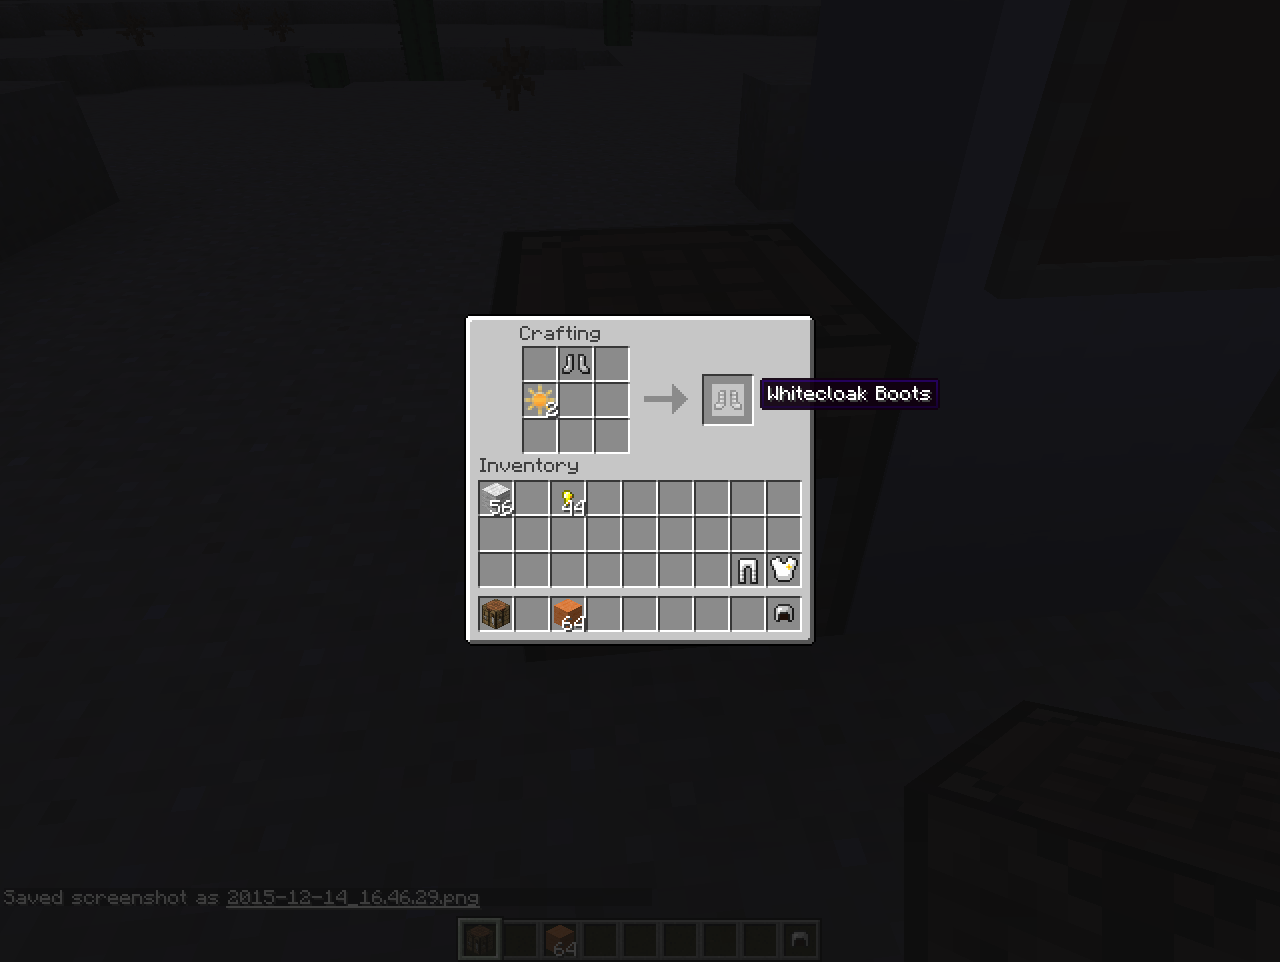 Crafting
2
Whitecloak Boots
Inventory
56
44
64
Saved screenshot as 2015-12-14_16.46.29.png
64